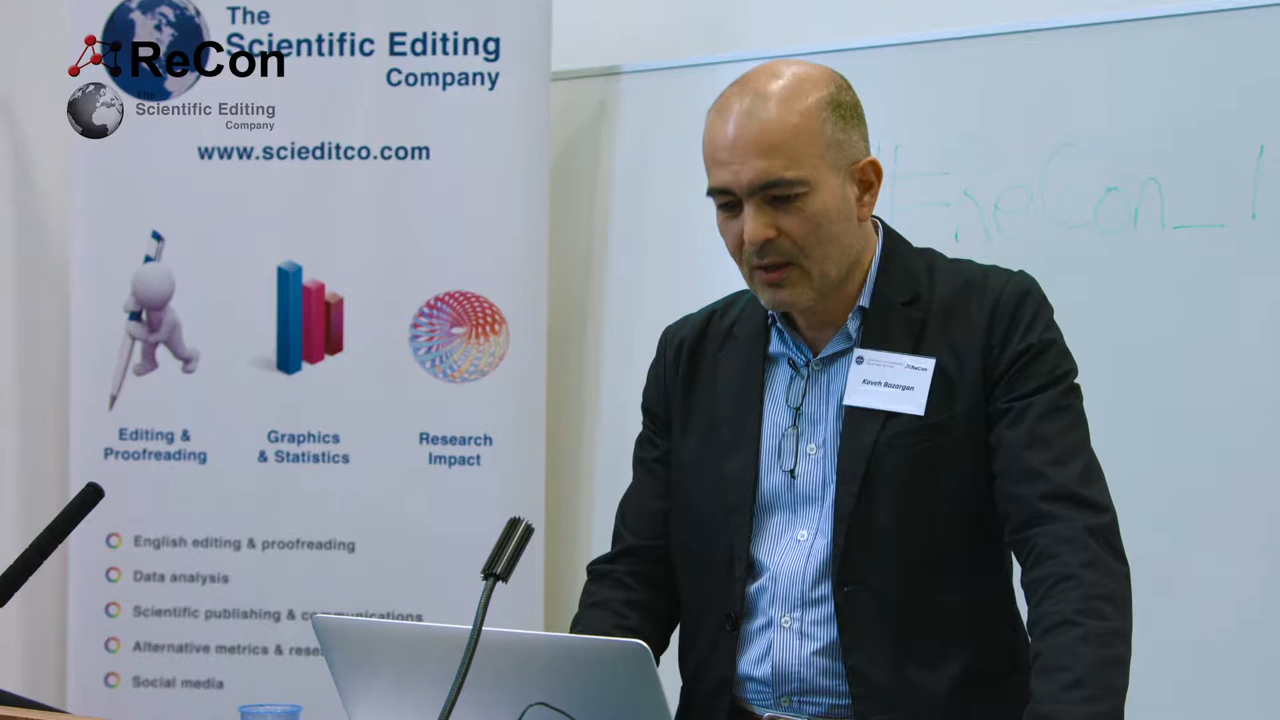 The
Scientific Editing
Company
ReCon
The
Scientific Editing
Company
www.scieditco.com
Editing &
Proofreading
Graphics
& Statistics
Research
Impact
English editing & proofreading
Data analysis
Scientific publishing & communications
Alternative metrics &
Social media
ReCon
Kaveh Bazargan
#ReCon_1